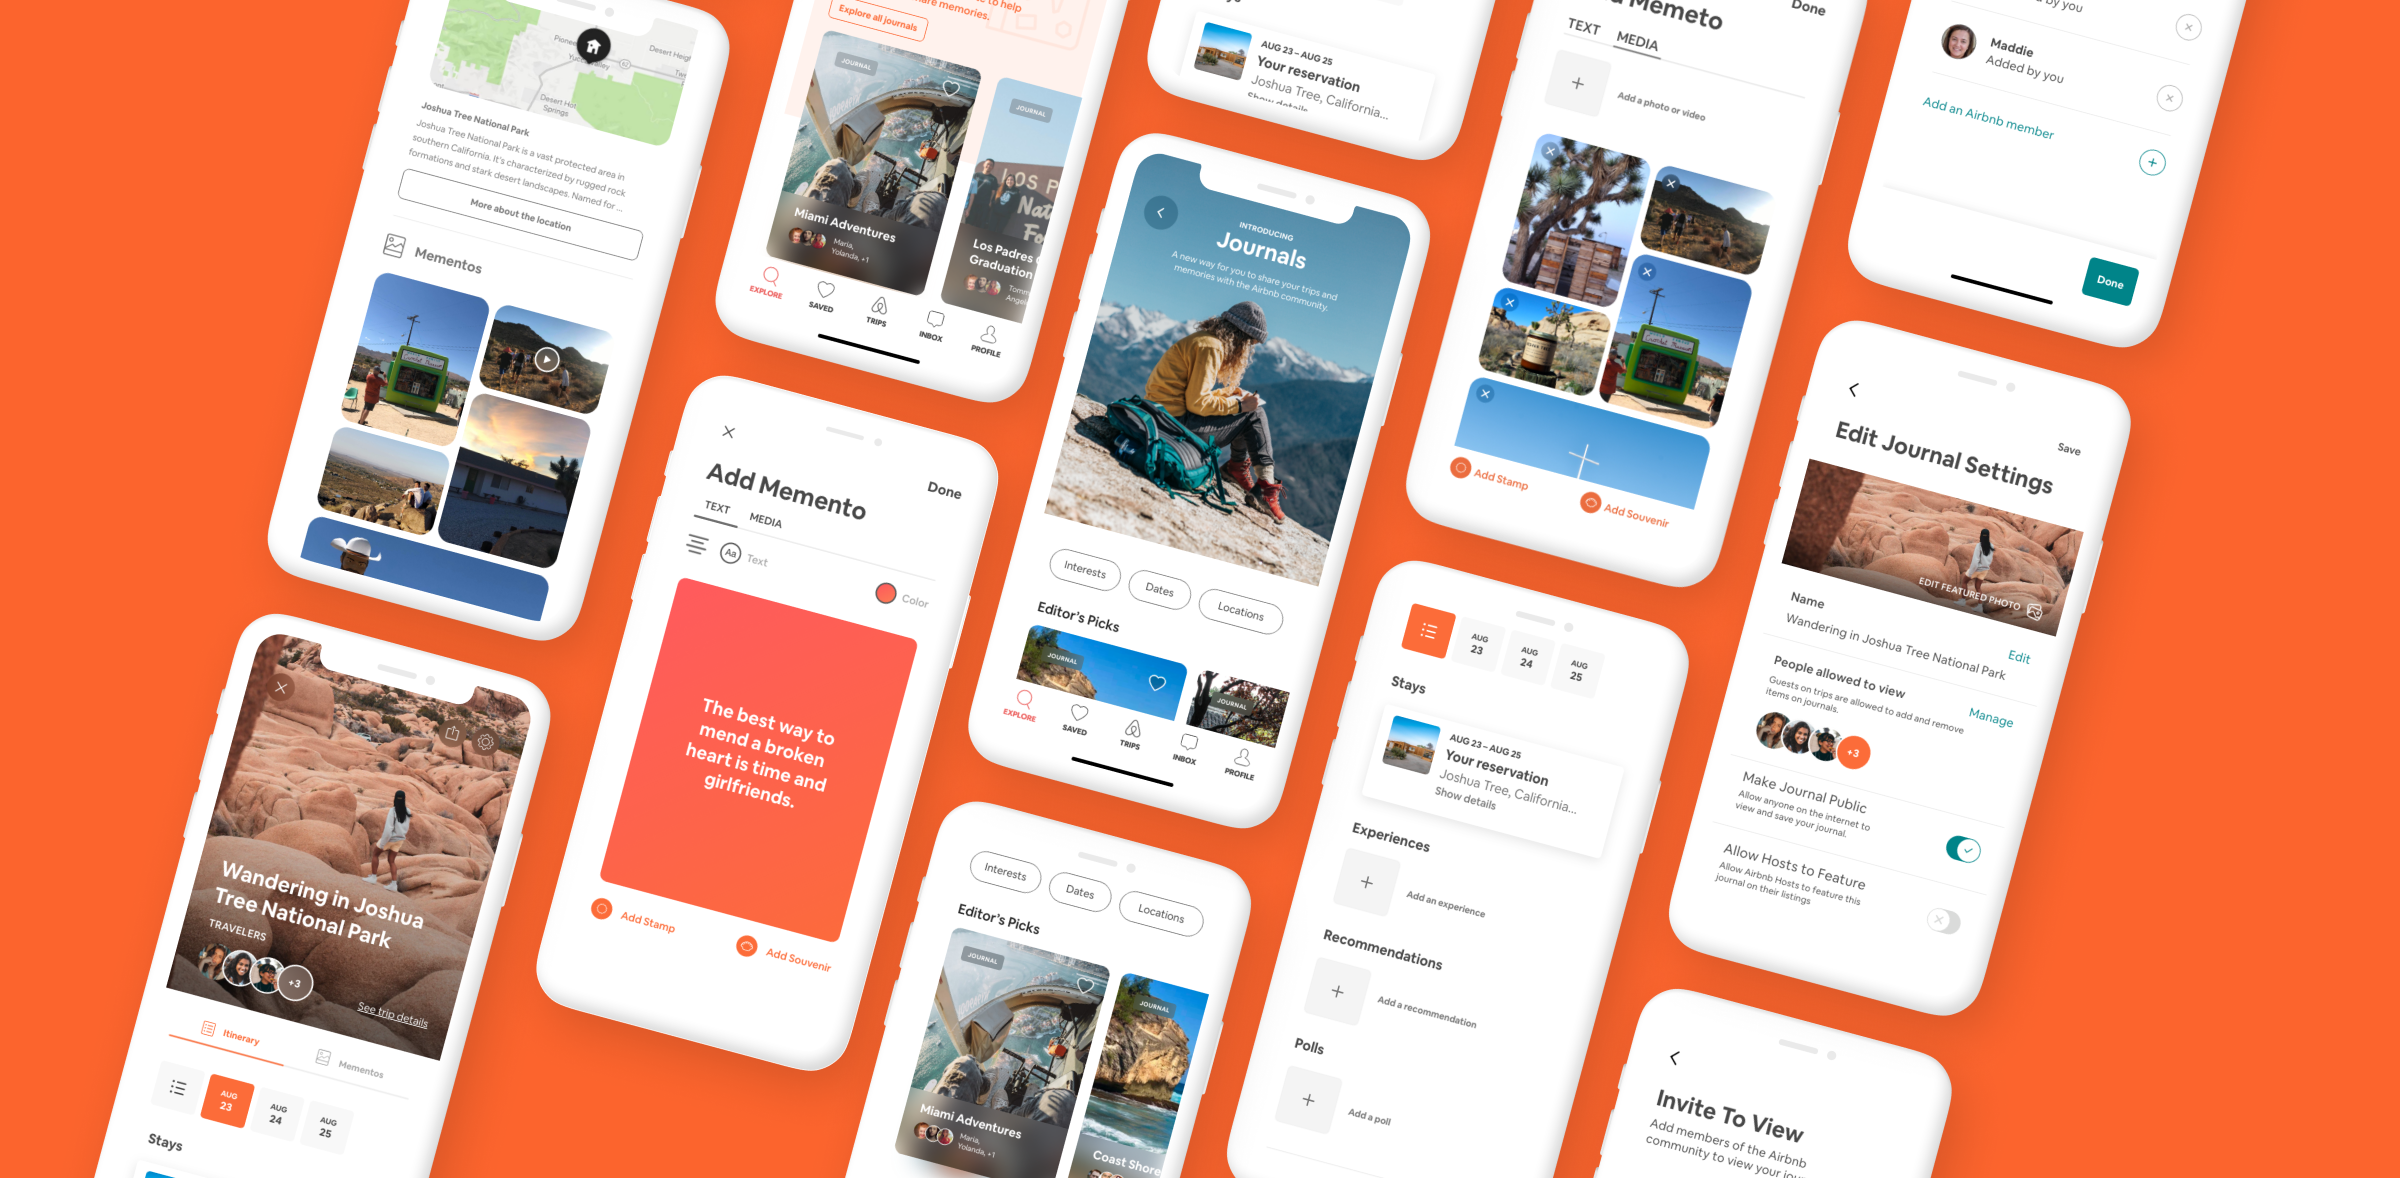 Desert Hot
Springs
Joshua Tree National Park
Joshua Tree National Park is a vast protected area in
southern California. It's characterized by rugged rock
formations and stark desert landscapes. Named for ...
More about the location
Mementos
Wandering in Joshua
Tree National Park
TRAVELERS
+3
See trip details
Itinerary
Mementos
AUG
23
AUG
24
AUG
25
Stays
to help
share memories.
Explore all journals
JOURNAL
Miami Adventures
Maria,
Yolanda, +1
JOURNAL
Los Padres
Graduation
EXPLORE
SAVED
TRIPS
INBOX
PROFILE
Add Memento
Done
TEXT
MEDIA
Aa
Text
Color
The best way to
mend a broken
heart is time and
girlfriends.
Add Stamp
Add Souvenir
AUG 23 – AUG 25
Your reservation
Joshua Tree, California...
Show details
INTRODUCING
Journals
A new way for you to share your trips and
memories with the Airbnb community.
Interests
Dates
Locations
Editor's Picks
JOURNAL
JOURNAL
EXPLORE
SAVED
TRIPS
INBOX
PROFILE
Interests
Dates
Locations
Editor's Picks
JOURNAL
Miami Adventures
Maria,
Yolanda, +1
JOURNAL
Coast Shore
Memeto
Done
TEXT
MEDIA
Add a photo or video
Add Stamp
Add Souvenir
AUG
23
AUG
24
AUG
25
Stays
AUG 23 – AUG 25
Your reservation
Joshua Tree, California...
Show details
Experiences
Add an experience
Recommendations
Add a recommendation
Polls
Add a poll
by you
Maddie
Added by you
Add an Airbnb member
Done
Edit Journal Settings
Save
EDIT FEATURED PHOTO
Name
Wandering in Joshua Tree National Park
Edit
People allowed to view
Guests on trips are allowed to add and remove
items on journals.
Manage
+3
Make Journal Public
Allow anyone on the internet to
view and save your journal.
Allow Hosts to Feature
Allow Airbnb Hosts to feature this
journal on their listings
Invite To View
Add members of the Airbnb
community to view your